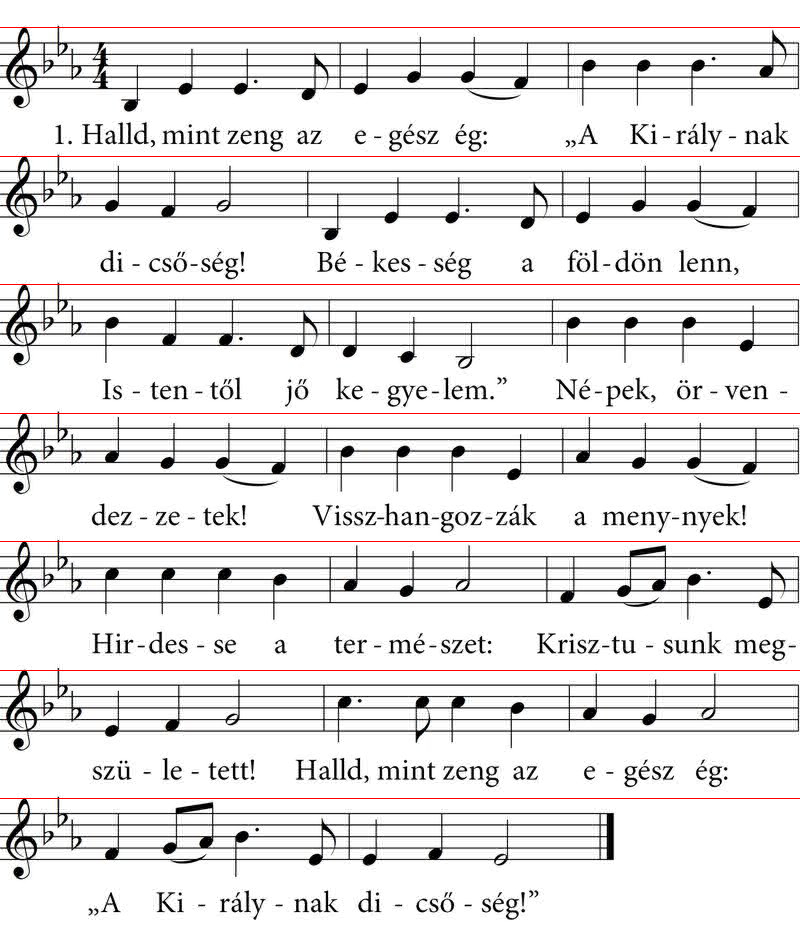 1. Halld, mint zeng az e - gész ég: „A Ki - rály - nak
di - cső - ség! Bé - kes - ség a föl - dön lenn,
Is - ten - től jő ke - gye - lem.” Né - pek, ör - ven -
dez - ze - tek! Vissz - han - goz - zák a meny - nyek!
Hir - des - se a ter - mé - szet: Krisz - tu - sunk meg -
szü - le - tett! Halld, mint zeng az e - gész ég:
„A Ki - rály - nak di - cső - ség!”